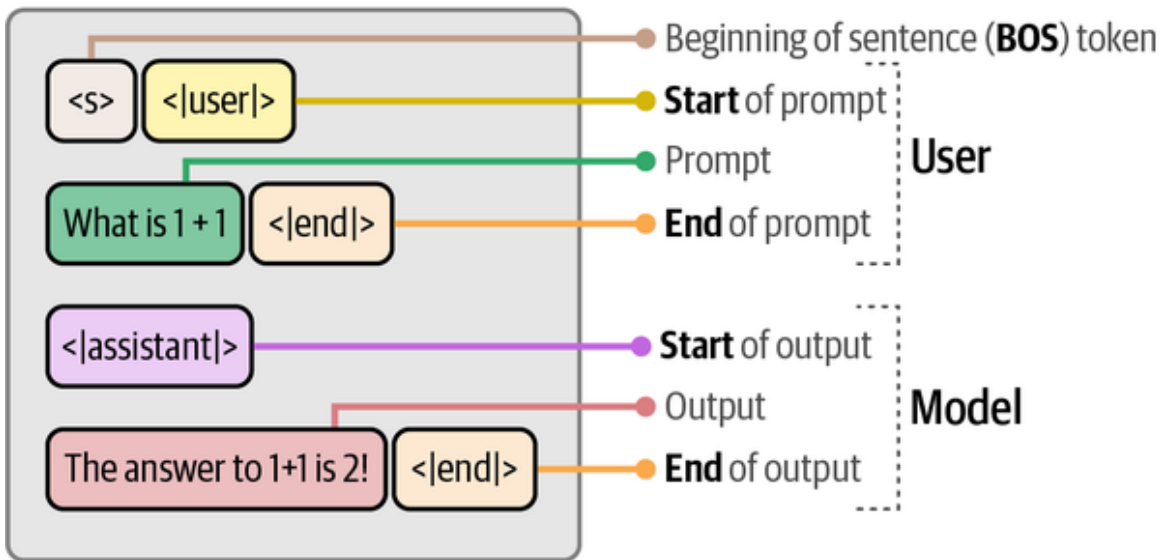 Beginning of sentence (BOS) token
<s> <|user|> Start of prompt
User
Prompt
What is 1 + 1 <|end|> End of prompt
<|assistant|> Start of output
Output
Model
The answer to 1+1 is 2! <|end|> End of output